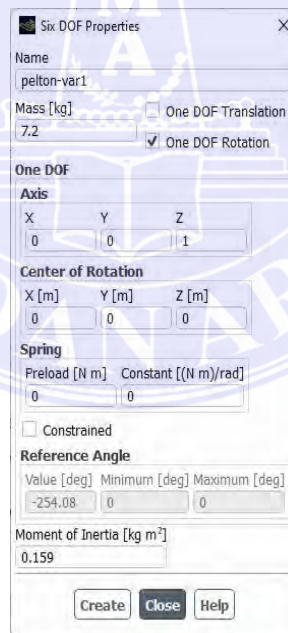 Six DOF Properties
Name
pelton-var1
Mass [kg] One DOF Translation
7.2 One DOF Rotation
One DOF
Axis
X Y Z
0 0 1
Center of Rotation
X [m] Y [m] Z [m]
0 0 0
Spring
Preload [N m] Constant [(N m)/rad]
0 0
Constrained
Reference Angle
Value [deg] Minimum [deg] Maximum [deg]
-254.08 0 0
Moment of Inertia [kg m²]
0.159
Create Close Help